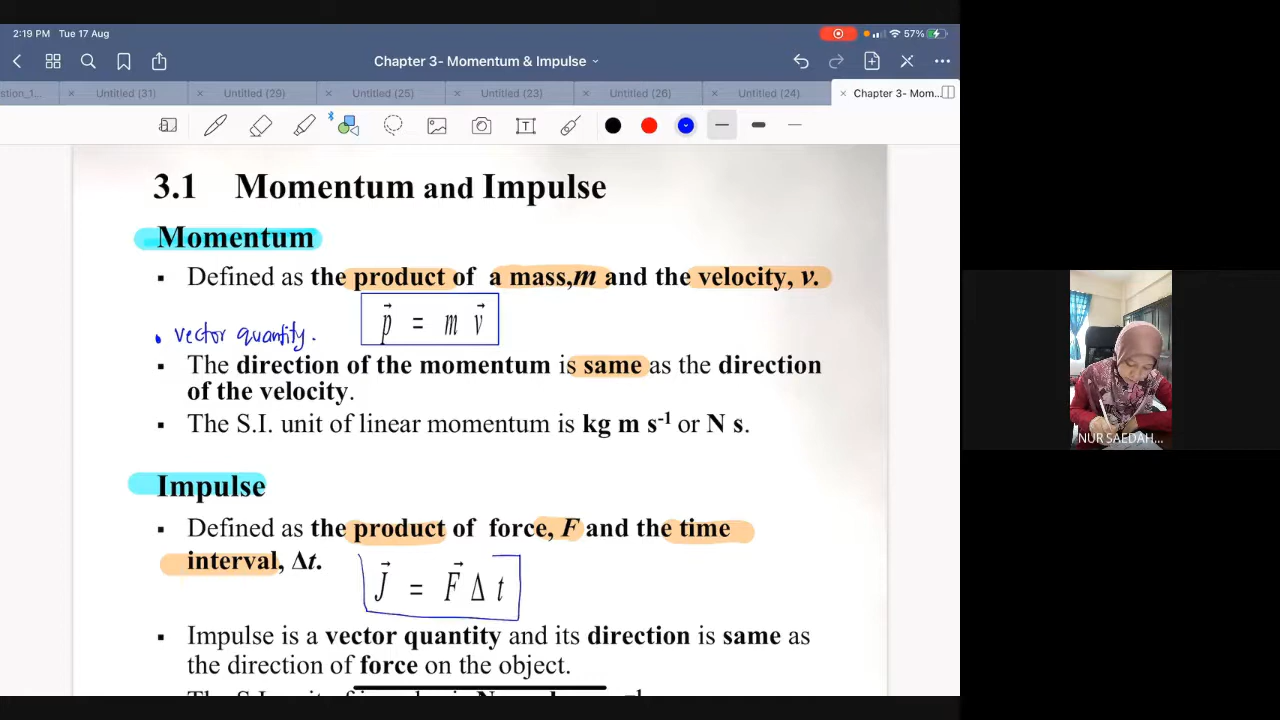 2:19 PM Tue 17 Aug
57%
Chapter 3- Momentum & Impulse
stion_1...
Untitled (31)
Untitled (29)
Untitled (25)
Untitled (23)
Untitled (26)
Untitled (24)
Chapter 3- Mom...
3.1 Momentum and Impulse
Momentum
▪ Defined as the product of a mass,m and the velocity, v.
p⃗ = m v⃗
• vector quantity.
▪ The direction of the momentum is same as the direction
of the velocity.
▪ The S.I. unit of linear momentum is kg m s⁻¹ or N s.
Impulse
▪ Defined as the product of force, F and the time
interval, Δt.
J⃗ = F⃗ Δ t
▪ Impulse is a vector quantity and its direction is same as
the direction of force on the object.
NUR SAEDAH...